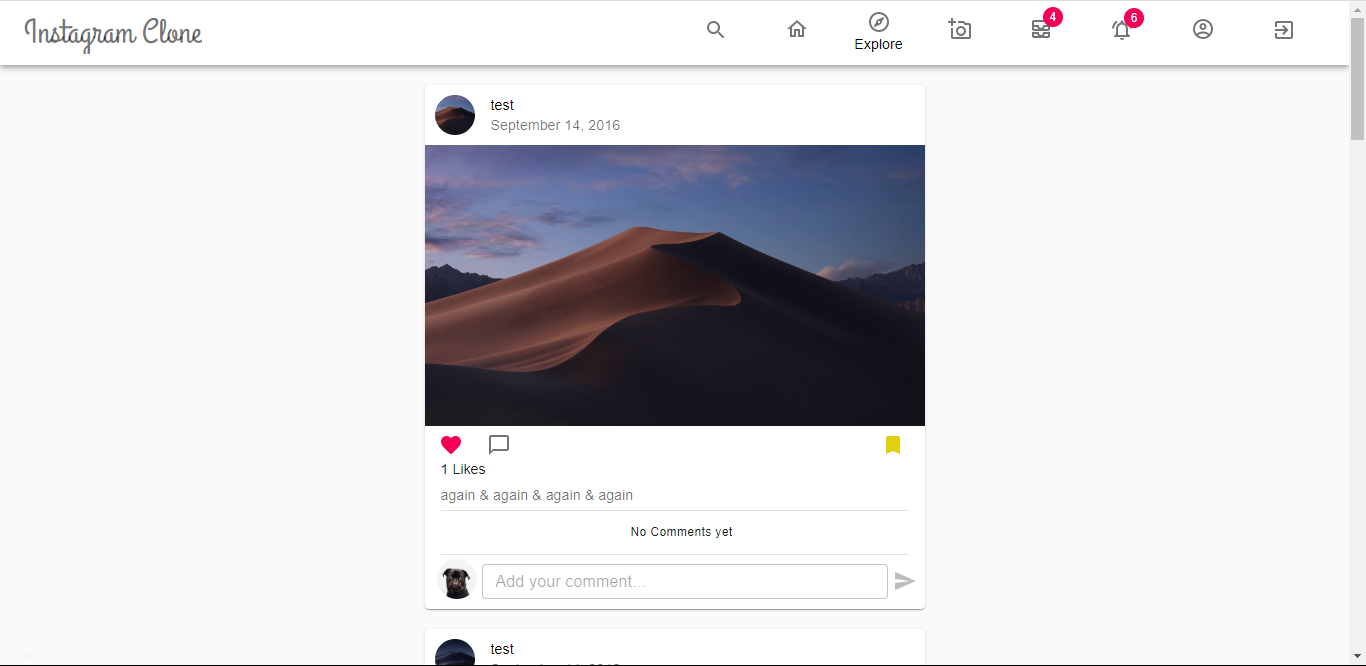 Instagram Clone
4
6
Explore
test
September 14, 2016
1 Likes
again & again & again & again
No Comments yet
Add your comment...
test